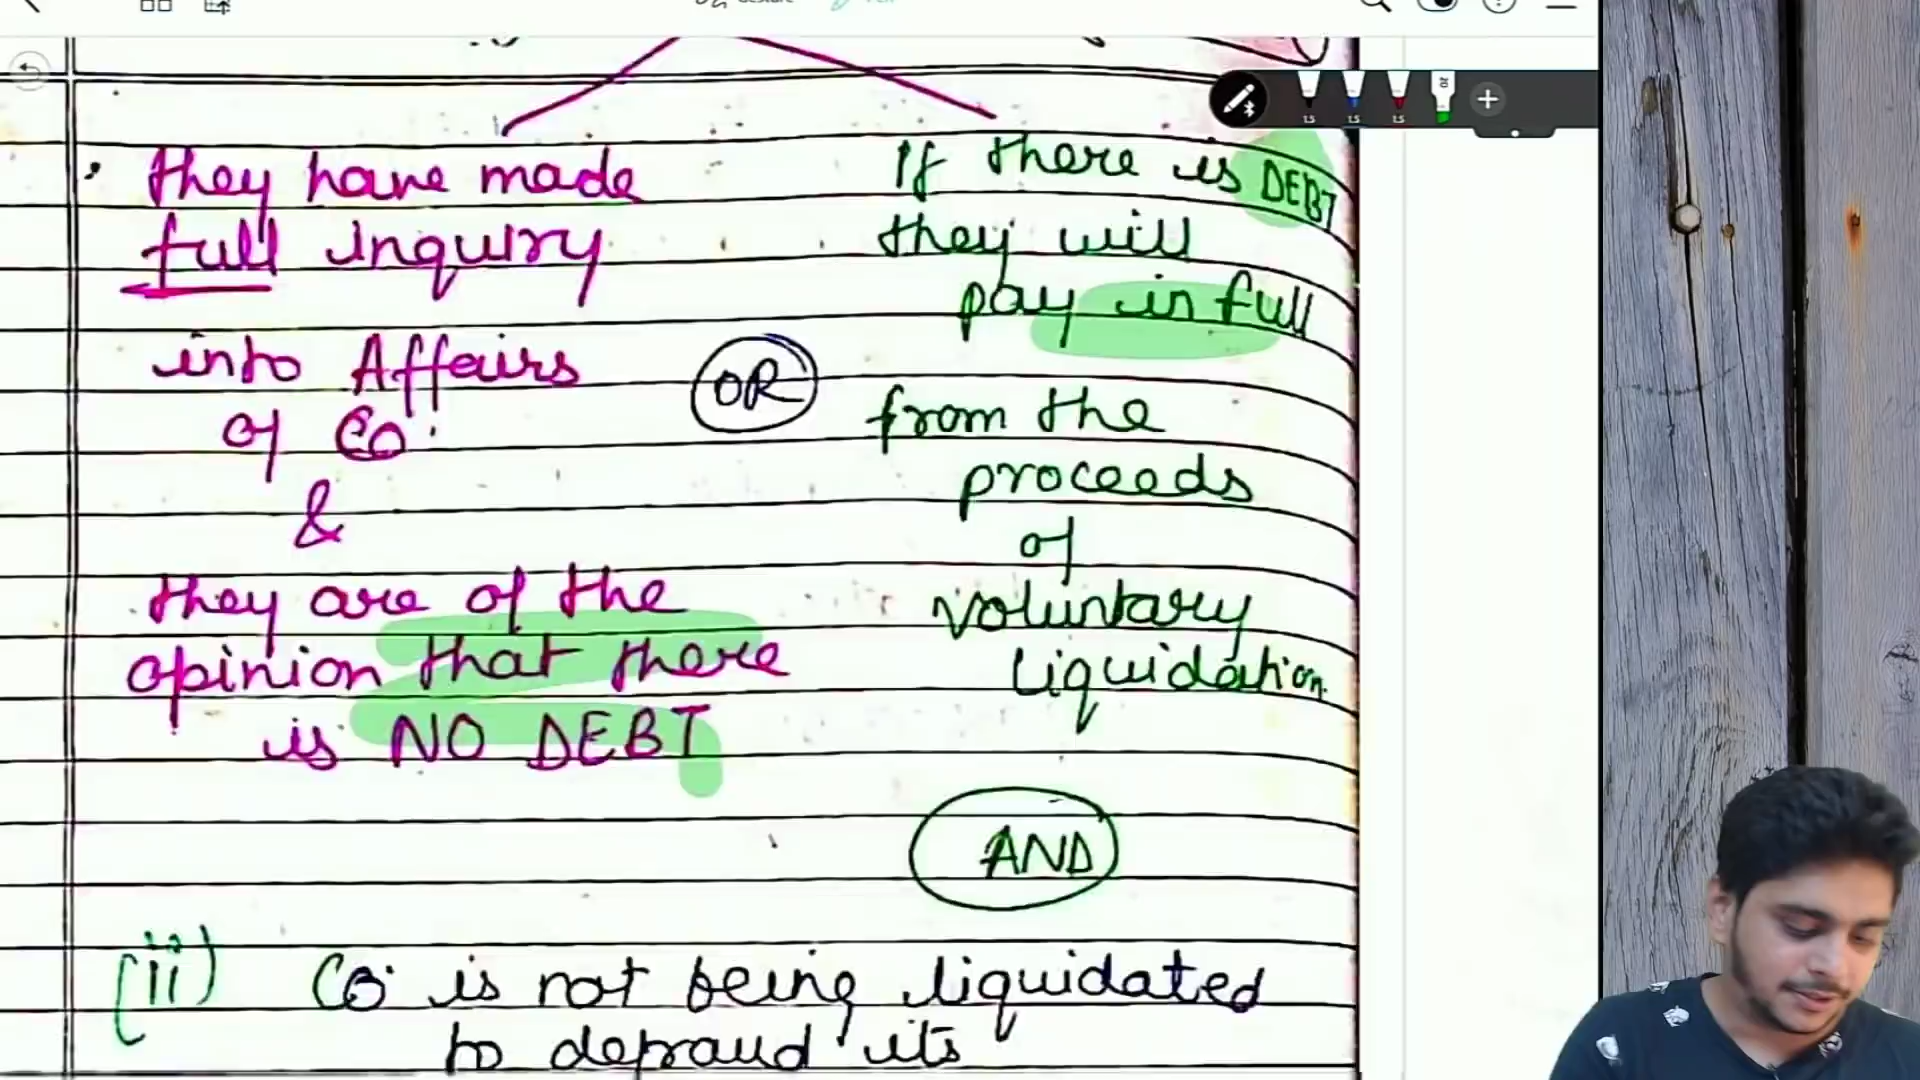 they have made
full inquiry
into Affairs
of Co.
&
they are of the
opinion that there
is NO DEBT
OR
If there is DEBT
they will
pay in full
from the
proceeds
of
voluntary
liquidation.
AND
(ii) Co. is not being liquidated
to defraud its